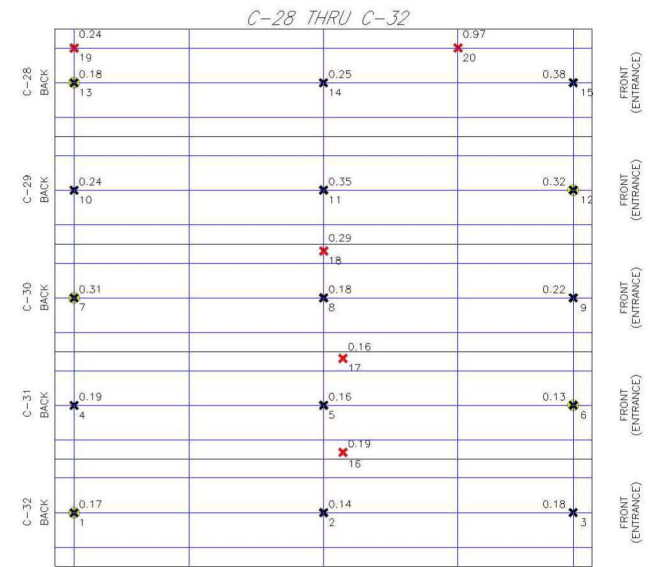 C-28 THRU C-32
0.24
0.97
19
20
C-28
BACK
0.18
0.25
0.38
13
14
15
FRONT
(ENTRANCE)
C-29
BACK
0.24
0.35
0.32
10
11
12
FRONT
(ENTRANCE)
0.29
18
C-30
BACK
0.31
0.18
0.22
7
8
9
FRONT
(ENTRANCE)
0.16
17
C-31
BACK
0.19
0.16
0.13
4
5
6
FRONT
(ENTRANCE)
0.19
16
C-32
BACK
0.17
0.14
0.18
1
2
3
FRONT
(ENTRANCE)